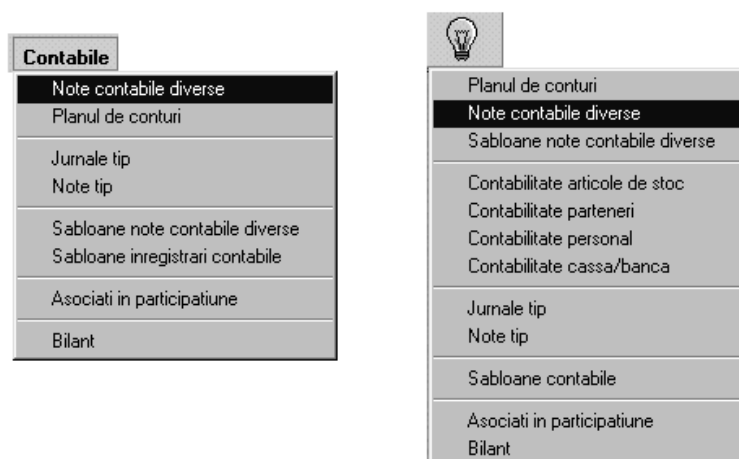 Contabile
Note contabile diverse
Planul de conturi
Jurnale tip
Note tip
Sabloane note contabile diverse
Sabloane inregistrari contabile
Asociati in participatiune
Bilant
Planul de conturi
Note contabile diverse
Sabloane note contabile diverse
Contabilitate articole de stoc
Contabilitate parteneri
Contabilitate personal
Contabilitate cassa/banca
Jurnale tip
Note tip
Sabloane contabile
Asociati in participatiune
Bilant